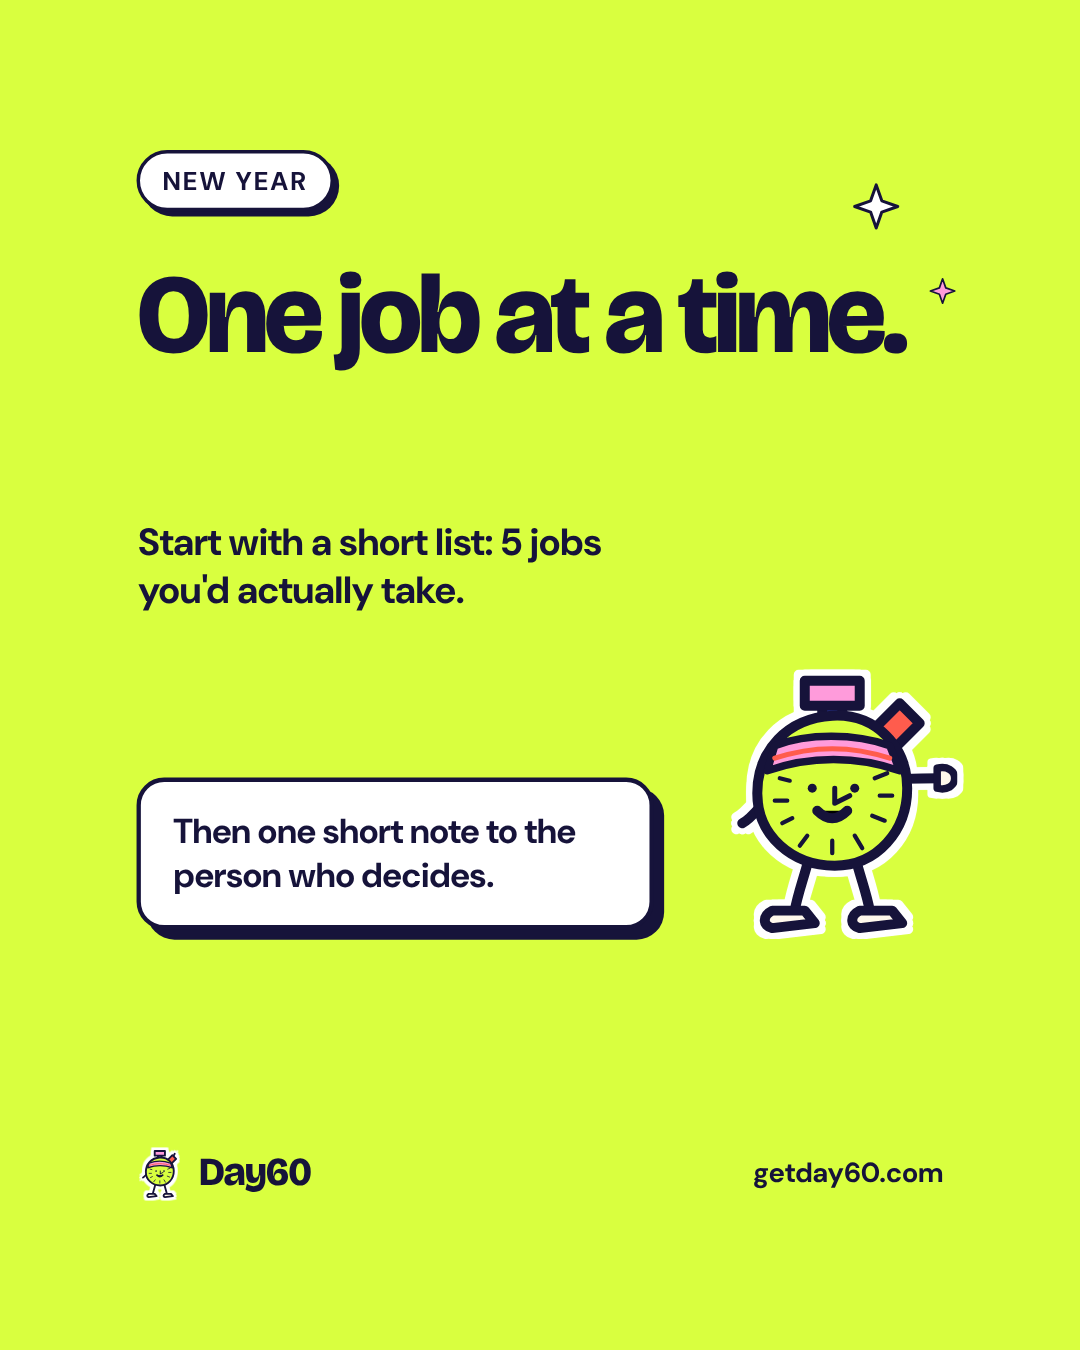 NEW YEAR
One job at a time.
Start with a short list: 5 jobs
you'd actually take.
Then one short note to the
person who decides.
Day60
getday60.com